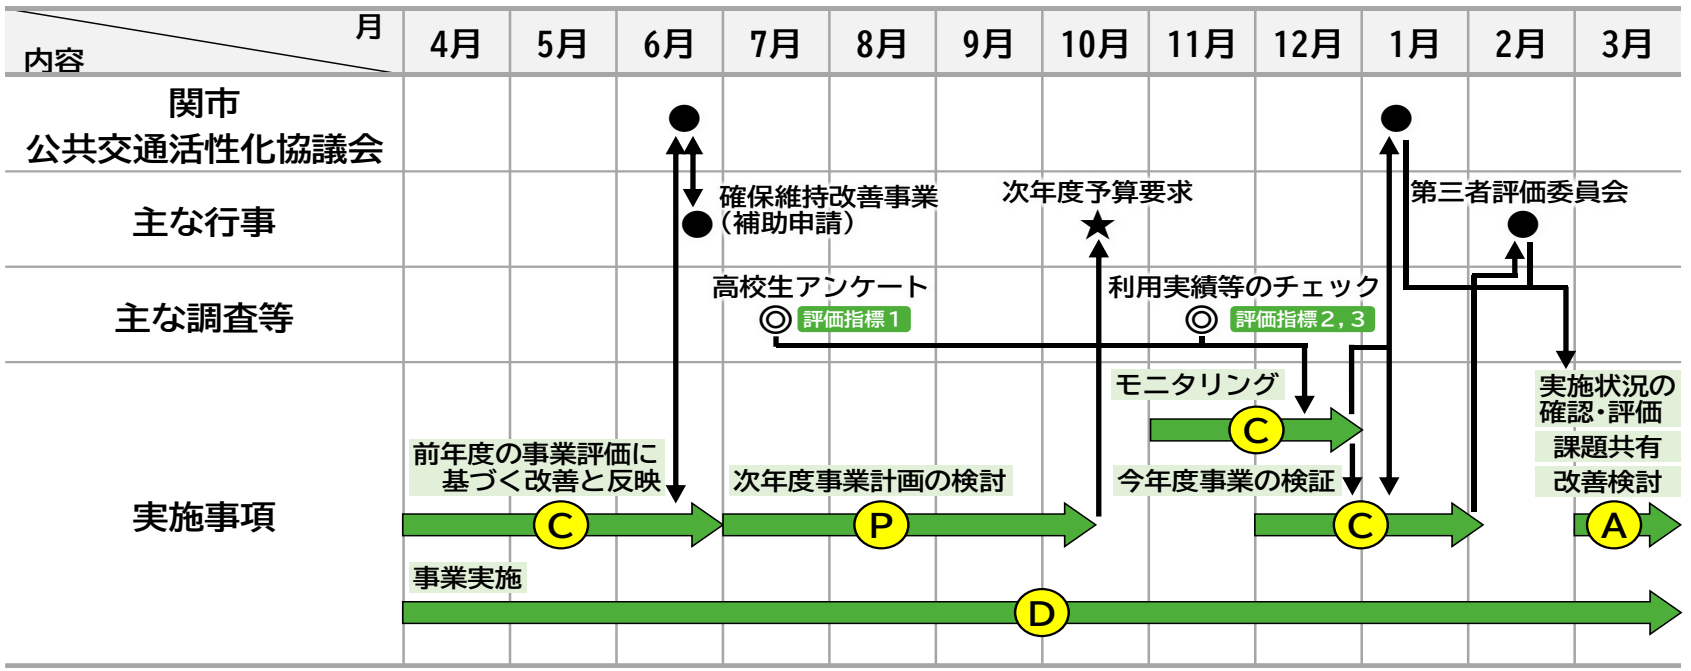 月
内容
4月 5月 6月 7月 8月 9月 10月 11月 12月 1月 2月 3月
関市
公共交通活性化協議会
主な行事
確保維持改善事業
（補助申請）
次年度予算要求
★
第三者評価委員会
主な調査等
高校生アンケート
◎ 評価指標1
利用実績等のチェック
◎ 評価指標2,3
実施事項
モニタリング
C
実施状況の
確認・評価
課題共有
改善検討
前年度の事業評価に
基づく改善と反映
次年度事業計画の検討
今年度事業の検証
C P C A
事業実施
D